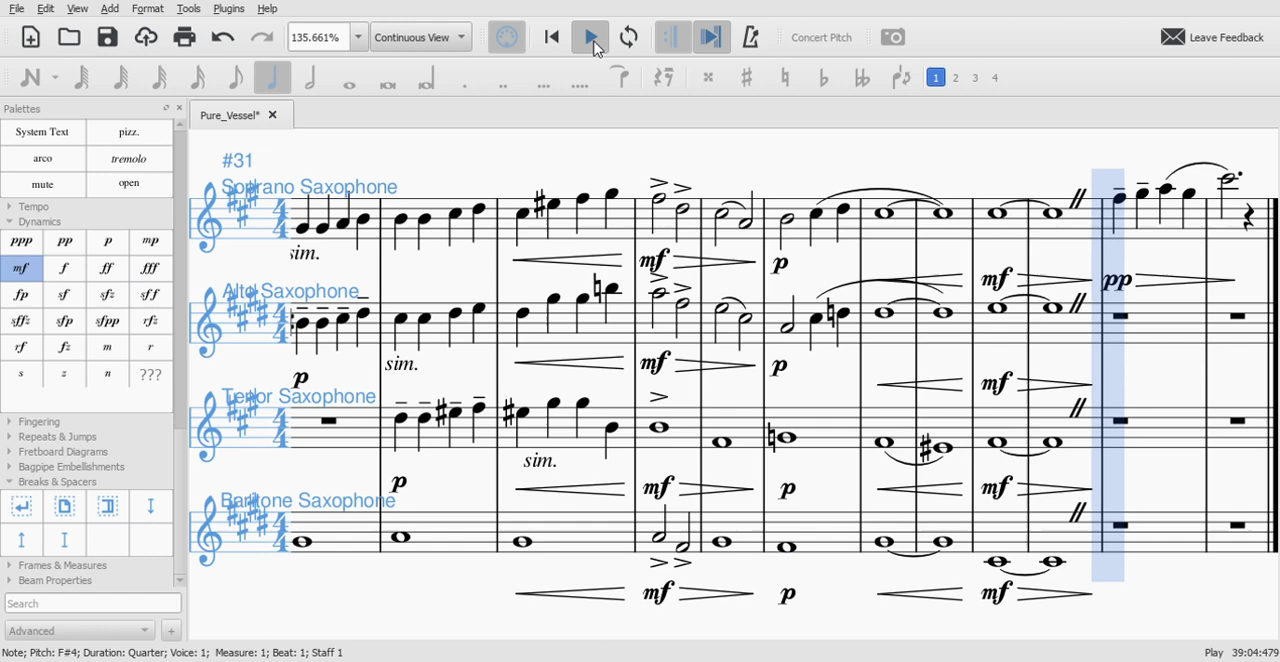 File Edit View Add Format Tools Plugins Help
135.661% Continuous View Concert Pitch Leave Feedback
1 2 3 4
Palettes
Pure_Vessel*
System Text pizz.
arco tremolo
mute open
Tempo
Dynamics
ppp pp p mp
mf f ff fff
fp sf sfz sff
sffz sfp sfpp rfz
rf fz m r
s z n ???
Fingering
Repeats & Jumps
Fretboard Diagrams
Bagpipe Embellishments
Breaks & Spacers
Frames & Measures
Beam Properties
Search
Advanced +
#31
Soprano Saxophone
sim. mf p mf pp
Alto Saxophone
p sim. mf p mf
Tenor Saxophone
p sim. mf p mf
Baritone Saxophone
mf p mf
Note; Pitch: F#4; Duration: Quarter; Voice: 1; Measure: 1; Beat: 1; Staff 1 Play 39:04:479